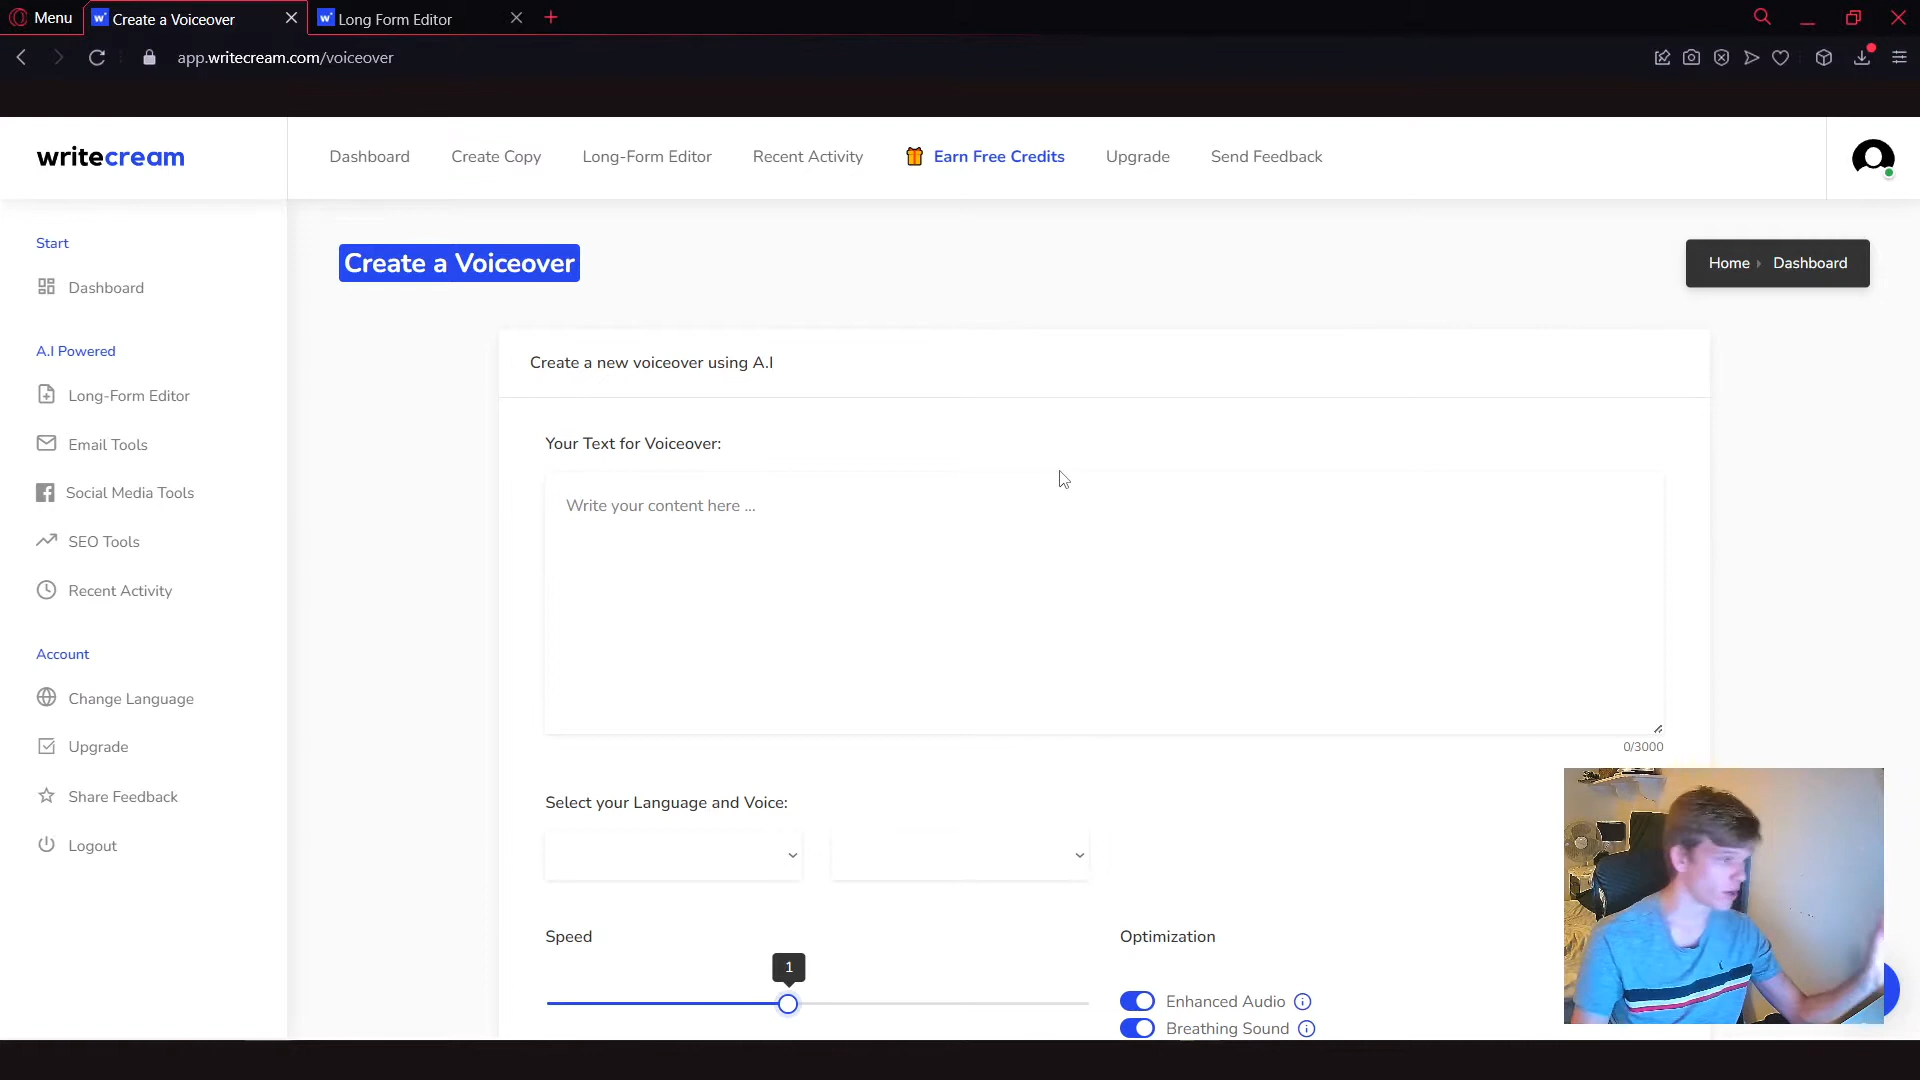 Menu
Create a Voiceover
Long Form Editor
app.writecream.com/voiceover
writecream
Dashboard
Create Copy
Long-Form Editor
Recent Activity
Earn Free Credits
Upgrade
Send Feedback
Start
Dashboard
A.I Powered
Long-Form Editor
Email Tools
Social Media Tools
SEO Tools
Recent Activity
Account
Change Language
Upgrade
Share Feedback
Logout
Create a Voiceover
Home
Dashboard
Create a new voiceover using A.I
Your Text for Voiceover:
Write your content here ...
0/3000
Select your Language and Voice:
Speed
1
Optimization
Enhanced Audio
Breathing Sound